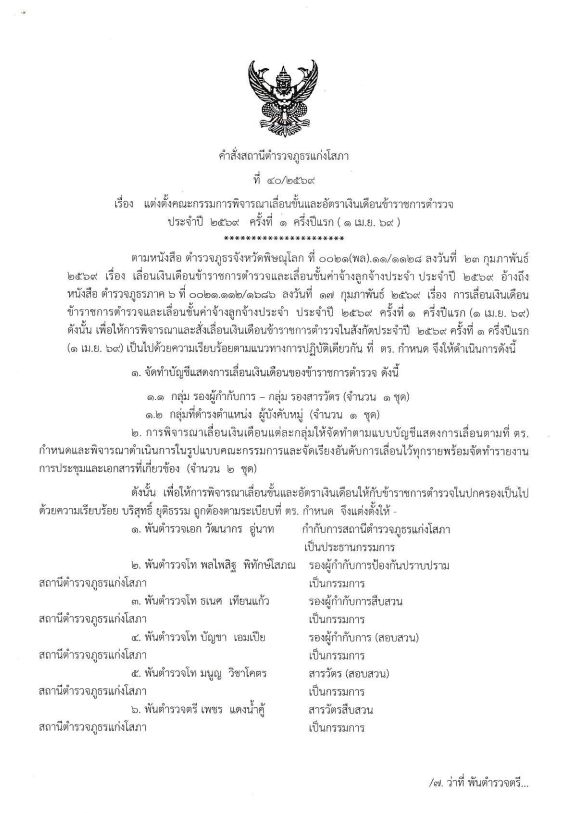 คำสั่งสถานีตำรวจภูธรแก่งโสภา
ที่ ๔๐/๒๕๖๙
เรื่อง แต่งตั้งคณะกรรมการพิจารณาเลื่อนขั้นและอัตราเงินเดือนข้าราชการตำรวจ
ประจำปี ๒๕๖๙ ครั้งที่ ๑ ครึ่งปีแรก ( ๑ เม.ย. ๖๙ )
**********************
ตามหนังสือ ตำรวจภูธรจังหวัดพิษณุโลก ที่ ๐๐๒๑(พล).๑๑/๑๑๒๘ ลงวันที่ ๒๓ กุมภาพันธ์
๒๕๖๙ เรื่อง เลื่อนเงินเดือนข้าราชการตำรวจและเลื่อนขั้นค่าจ้างลูกจ้างประจำ ประจำปี ๒๕๖๙ อ้างถึง
หนังสือ ตำรวจภูธรภาค ๖ ที่ ๐๐๒๑.๑๑๒/๑๖๘๖ ลงวันที่ ๑๗ กุมภาพันธ์ ๒๕๖๙ เรื่อง การเลื่อนเงินเดือน
ข้าราชการตำรวจและเลื่อนขั้นค่าจ้างลูกจ้างประจำ ประจำปี ๒๕๖๙ ครั้งที่ ๑ ครึ่งปีแรก (๑ เม.ย. ๖๙)
ดังนั้น เพื่อให้การพิจารณาและสั่งเลื่อนเงินเดือนข้าราชการตำรวจในสังกัดประจำปี ๒๕๖๙ ครั้งที่ ๑ ครึ่งปีแรก
(๑ เม.ย. ๖๙) เป็นไปด้วยความเรียบร้อยตามแนวทางการปฏิบัติเดียวกัน ที่ ตร. กำหนด จึงให้ดำเนินการดังนี้
๑. จัดทำบัญชีแสดงการเลื่อนเงินเดือนของข้าราชการตำรวจ ดังนี้
๑.๑ กลุ่ม รองผู้กำกับการ – กลุ่ม รองสารวัตร (จำนวน ๑ ชุด)
๑.๒ กลุ่มที่ดำรงตำแหน่ง ผู้บังคับหมู่ (จำนวน ๑ ชุด)
๒. การพิจารณาเลื่อนเงินเดือนแต่ละกลุ่มให้จัดทำตามแบบบัญชีแสดงการเลื่อนตามที่ ตร.
กำหนดและพิจารณาดำเนินการในรูปแบบคณะกรรมการและจัดเรียงอันดับการเลื่อนไว้ทุกรายพร้อมจัดทำรายงาน
การประชุมและเอกสารที่เกี่ยวข้อง (จำนวน ๒ ชุด)
ดังนั้น เพื่อให้การพิจารณาเลื่อนขั้นและอัตราเงินเดือนให้กับข้าราชการตำรวจในปกครองเป็นไป
ด้วยความเรียบร้อย บริสุทธิ์ ยุติธรรม ถูกต้องตามระเบียบที่ ตร. กำหนด จึงแต่งตั้งให้ -
๑. พันตำรวจเอก วัฒนากร อู่นาท กำกับการสถานีตำรวจภูธรแก่งโสภา
เป็นประธานกรรมการ
๒. พันตำรวจโท พลไพสิฐ พิทักษ์โสภณ รองผู้กำกับการป้องกันปราบปราม
สถานีตำรวจภูธรแก่งโสภา เป็นกรรมการ
๓. พันตำรวจโท ธเนศ เทียนแก้ว รองผู้กำกับการสืบสวน
สถานีตำรวจภูธรแก่งโสภา เป็นกรรมการ
๔. พันตำรวจโท บัญชา เอมเปีย รองผู้กำกับการ (สอบสวน)
สถานีตำรวจภูธรแก่งโสภา เป็นกรรมการ
๕. พันตำรวจโท มนูญ วิชาโคตร สารวัตร (สอบสวน)
สถานีตำรวจภูธรแก่งโสภา เป็นกรรมการ
๖. พันตำรวจตรี เพชร แดงน้ำคู้ สารวัตรสืบสวน
สถานีตำรวจภูธรแก่งโสภา เป็นกรรมการ
/๗. ว่าที่ พันตำรวจตรี...